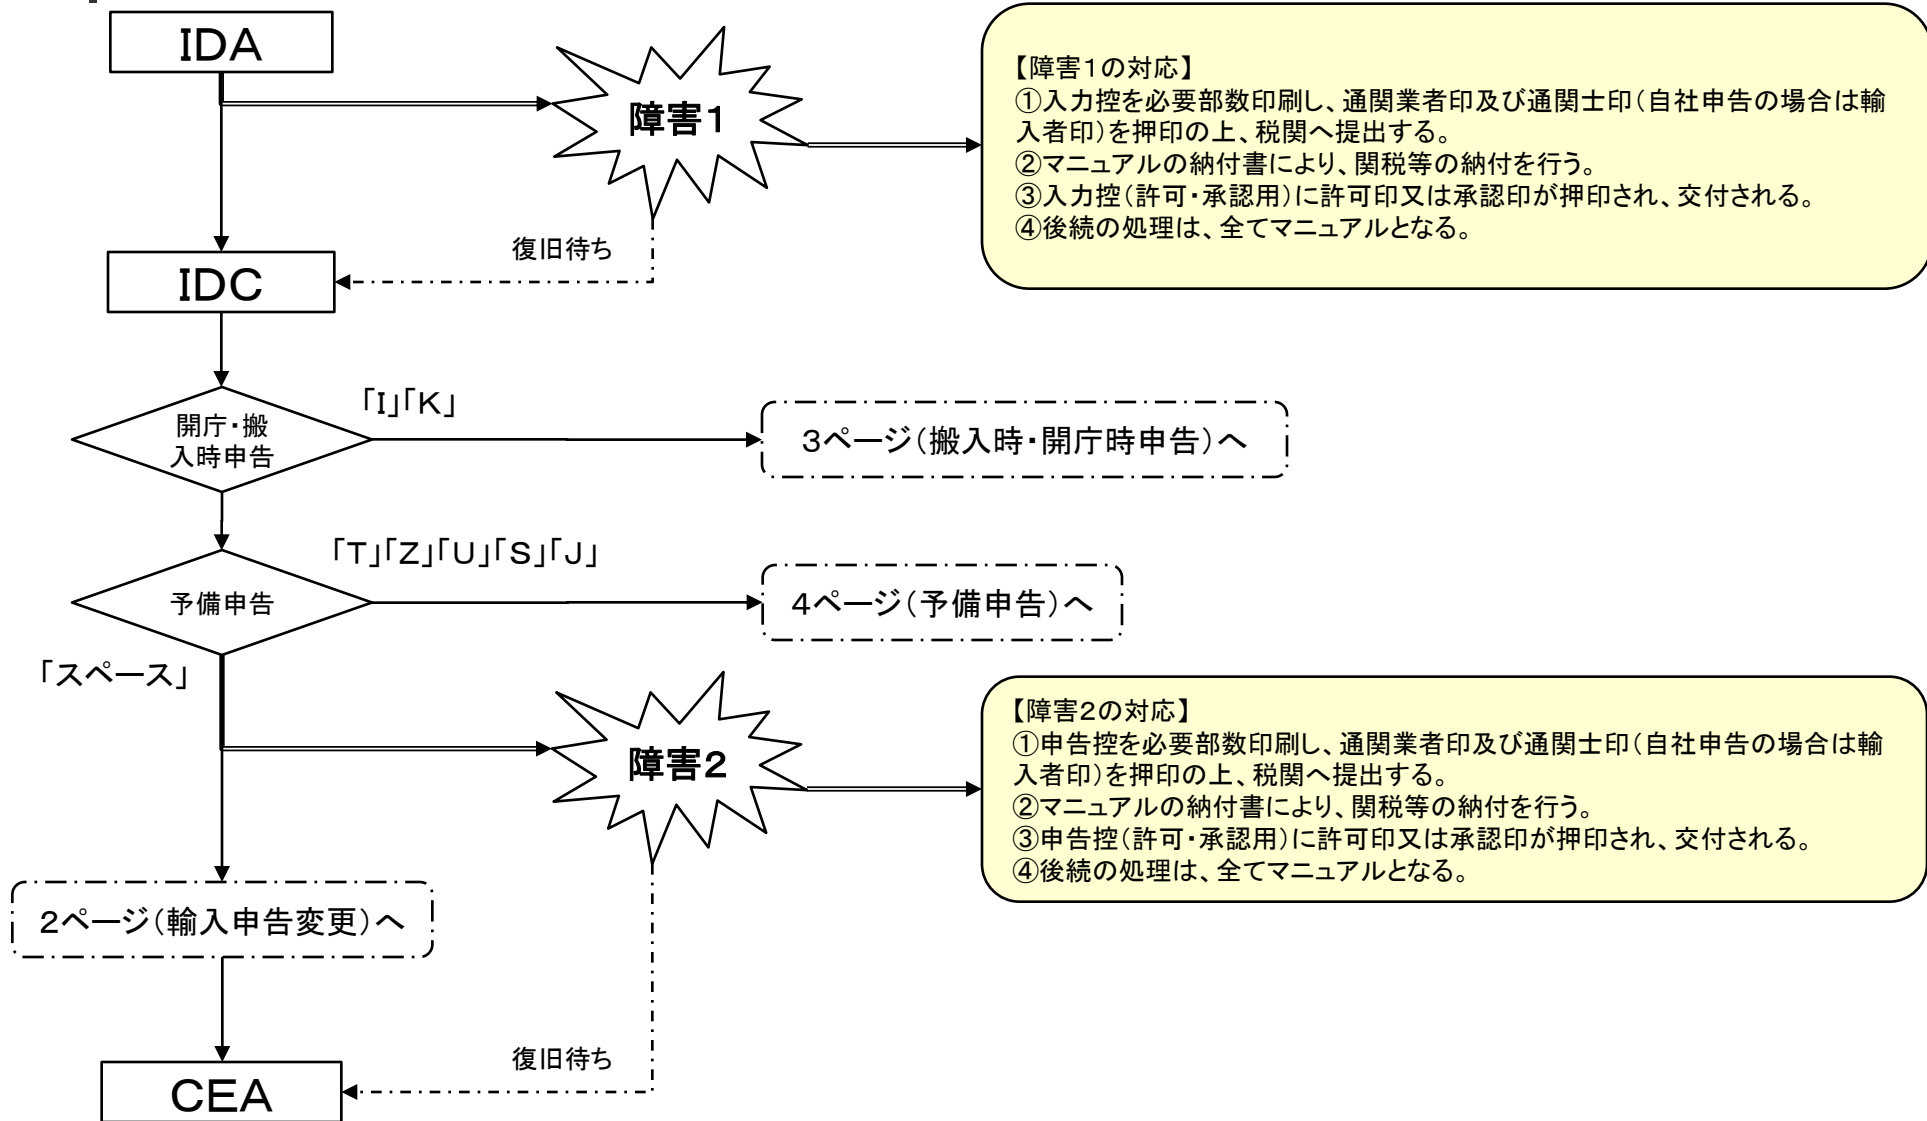 IDA
障害1
【障害1の対応】
①入力控を必要部数印刷し、通関業者印及び通関士印(自社申告の場合は輸
入者印)を押印の上、税関へ提出する。
②マニュアルの納付書により、関税等の納付を行う。
③入力控(許可・承認用)に許可印又は承認印が押印され、交付される。
④後続の処理は、全てマニュアルとなる。
復旧待ち
IDC
開庁・搬
入時申告
「I」「K」
3ページ(搬入時・開庁時申告)へ
予備申告
「T」「Z」「U」「S」「J」
4ページ(予備申告)へ
「スペース」
障害2
【障害2の対応】
①申告控を必要部数印刷し、通関業者印及び通関士印(自社申告の場合は輸
入者印)を押印の上、税関へ提出する。
②マニュアルの納付書により、関税等の納付を行う。
③申告控(許可・承認用)に許可印又は承認印が押印され、交付される。
④後続の処理は、全てマニュアルとなる。
2ページ(輸入申告変更)へ
復旧待ち
CEA